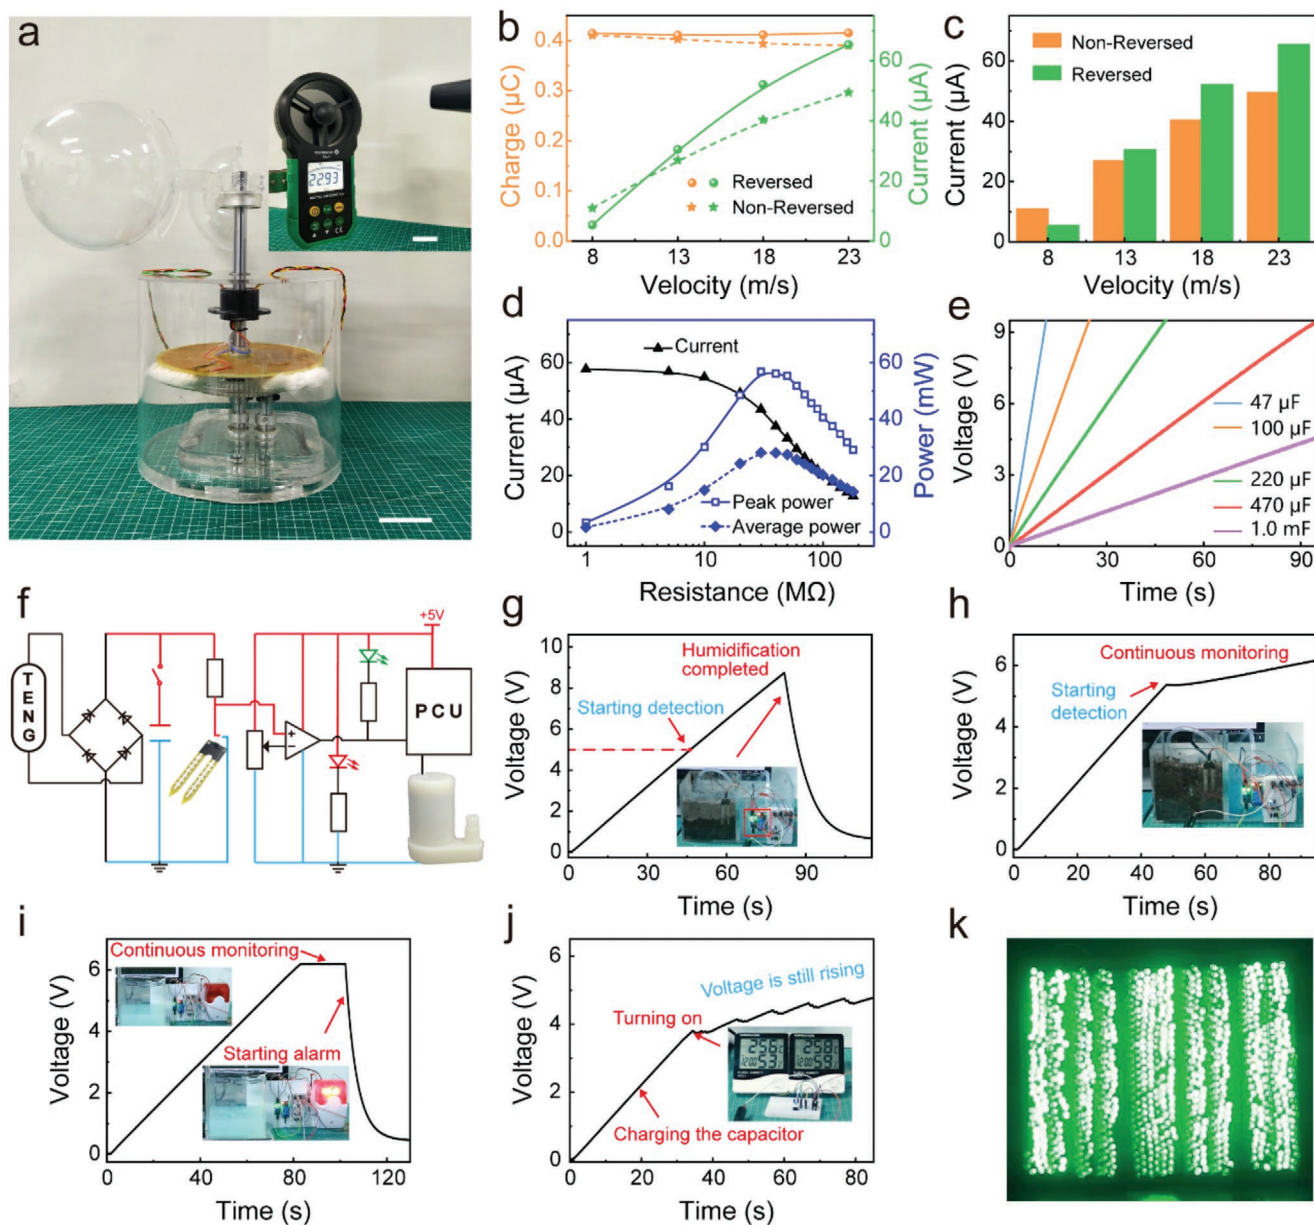 a
22.93
b
Charge (μC)
0.4
0.3
0.2
0.1
0.0
Reversed
Non-Reversed
60
40
20
0
Current (μA)
8
13
18
23
Velocity (m/s)
c
Current (μA)
60
40
20
0
Non-Reversed
Reversed
8
13
18
23
Velocity (m/s)
d
Current (μA)
60
40
20
0
Current
Peak power
Average power
60
40
20
0
Power (mW)
1
10
100
Resistance (MΩ)
e
Voltage (V)
9
6
3
0
47 μF
100 μF
220 μF
470 μF
1.0 mF
0
30
60
90
Time (s)
f
TENG
+5V
PCU
+
−
g
Voltage (V)
10
8
6
4
2
0
Humidification
completed
Starting detection
0
30
60
90
Time (s)
h
Voltage (V)
6
4
2
0
Continuous monitoring
Starting
detection
0
20
40
60
80
Time (s)
i
Voltage (V)
6
4
2
0
Continuous monitoring
Starting alarm
0
40
80
120
Time (s)
j
Voltage (V)
6
4
2
0
Voltage is still rising
Turning on
Charging the capacitor
0
20
40
60
80
Time (s)
k